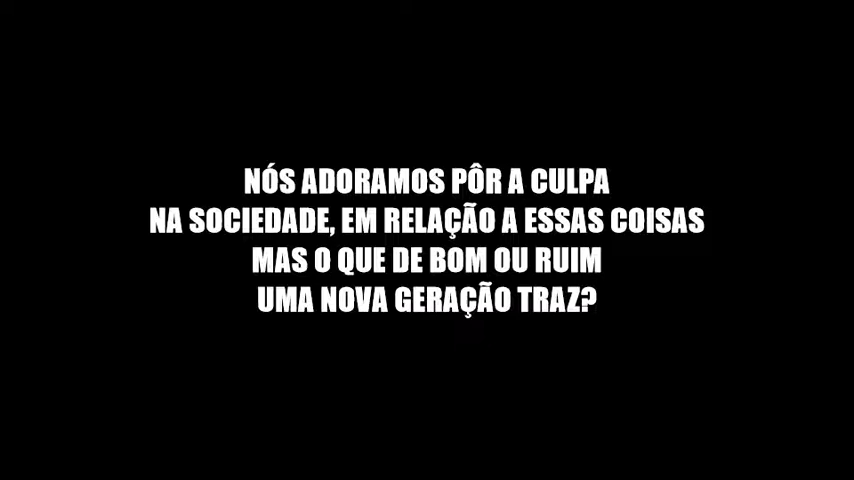 NÓS ADORAMOS PÔR A CULPA
NA SOCIEDADE, EM RELAÇÃO A ESSAS COISAS
MAS O QUE DE BOM OU RUIM
UMA NOVA GERAÇÃO TRAZ?